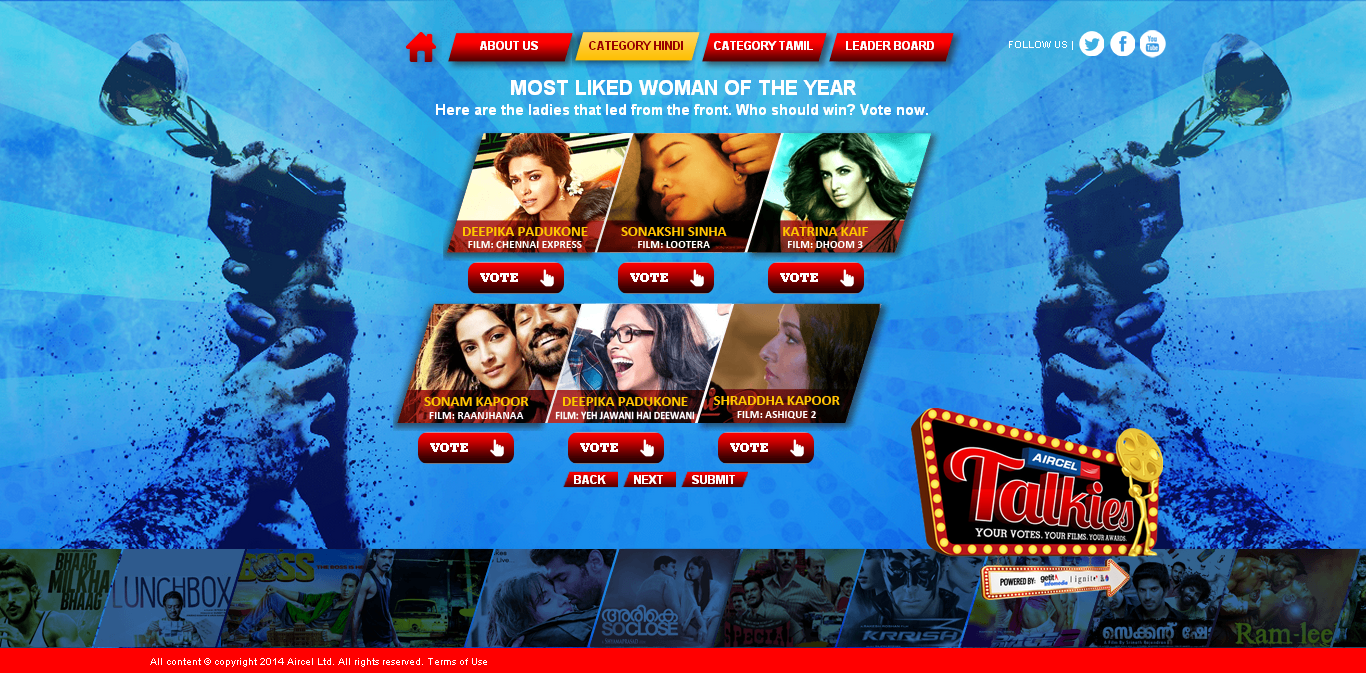 ABOUT US
CATEGORY HINDI
CATEGORY TAMIL
LEADER BOARD
FOLLOW US |
You
Tube
MOST LIKED WOMAN OF THE YEAR
Here are the ladies that led from the front. Who should win? Vote now.
DEEPIKA PADUKONE
FILM: CHENNAI EXPRESS
SONAKSHI SINHA
FILM: LOOTERA
KATRINA KAIF
FILM: DHOOM 3
VOTE
VOTE
VOTE
SONAM KAPOOR
FILM: RAANJHANAA
DEEPIKA PADUKONE
FILM: YEH JAWANI HAI DEEWANI
SHRADDHA KAPOOR
FILM: ASHIQUE 2
VOTE
VOTE
VOTE
BACK
NEXT
SUBMIT
AIRCEL
Talkies
YOUR VOTES. YOUR FILMS. YOUR AWARDS.
POWERED BY:
getit
infomedia
BHAAG
MILKHA
BHAAG
LUNCHBOX
BOSS
അരികെ
SO CLOSE
SPECIAL
KRRISH
സെക്കന്റ് ഷോ
Ram-lee
All content © copyright 2014 Aircel Ltd. All rights reserved. Terms of Use